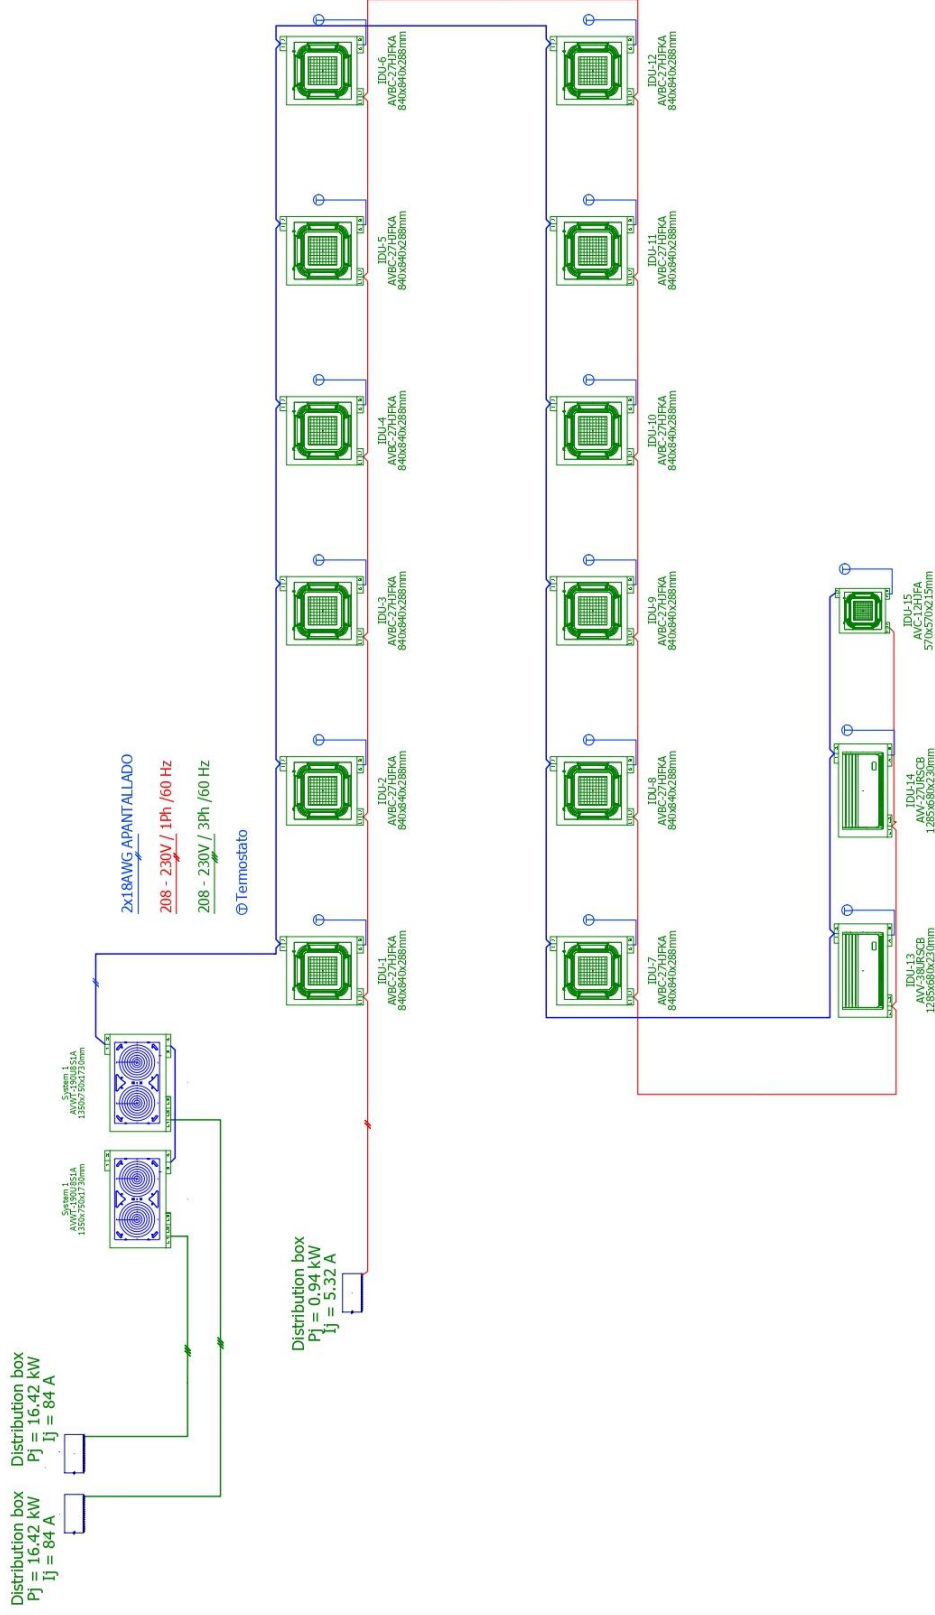 Distribution box
Pj = 16.42 kW
Ij = 84 A
Distribution box
Pj = 16.42 kW
Ij = 84 A
Distribution box
Pj = 0.94 kW
Ij = 5.32 A
System 1
AVWT-190UBS1A
1350x750x1730mm
System 1
AVWT-190UBS1A
1350x750x1730mm
2x18AWG APANTALLADO
208 - 230V / 1Ph /60 Hz
208 - 230V / 3Ph /60 Hz
T Termostato
IDU-1
AVBC-27HJFKA
840x840x288mm
IDU-2
AVBC-27HJFKA
840x840x288mm
IDU-3
AVBC-27HJFKA
840x840x288mm
IDU-4
AVBC-27HJFKA
840x840x288mm
IDU-5
AVBC-27HJFKA
840x840x288mm
IDU-6
AVBC-27HJFKA
840x840x288mm
IDU-7
AVBC-27HJFKA
840x840x288mm
IDU-8
AVBC-27HJFKA
840x840x288mm
IDU-9
AVBC-27HJFKA
840x840x288mm
IDU-10
AVBC-27HJFKA
840x840x288mm
IDU-11
AVBC-27HJFKA
840x840x288mm
IDU-12
AVBC-27HJFKA
840x840x288mm
IDU-13
AVV-38URSCB
1285x680x230mm
IDU-14
AVV-27URSCB
1285x680x230mm
IDU-15
AVC-12HJFA
570x570x215mm